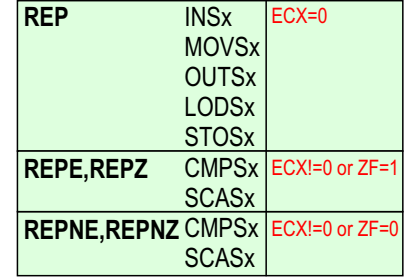 REP INSx ECX=0
MOVSx
OUTSx
LODSx
STOSx
REPE,REPZ CMPSx ECX!=0 or ZF=1
SCASx
REPNE,REPNZ CMPSx ECX!=0 or ZF=0
SCASx